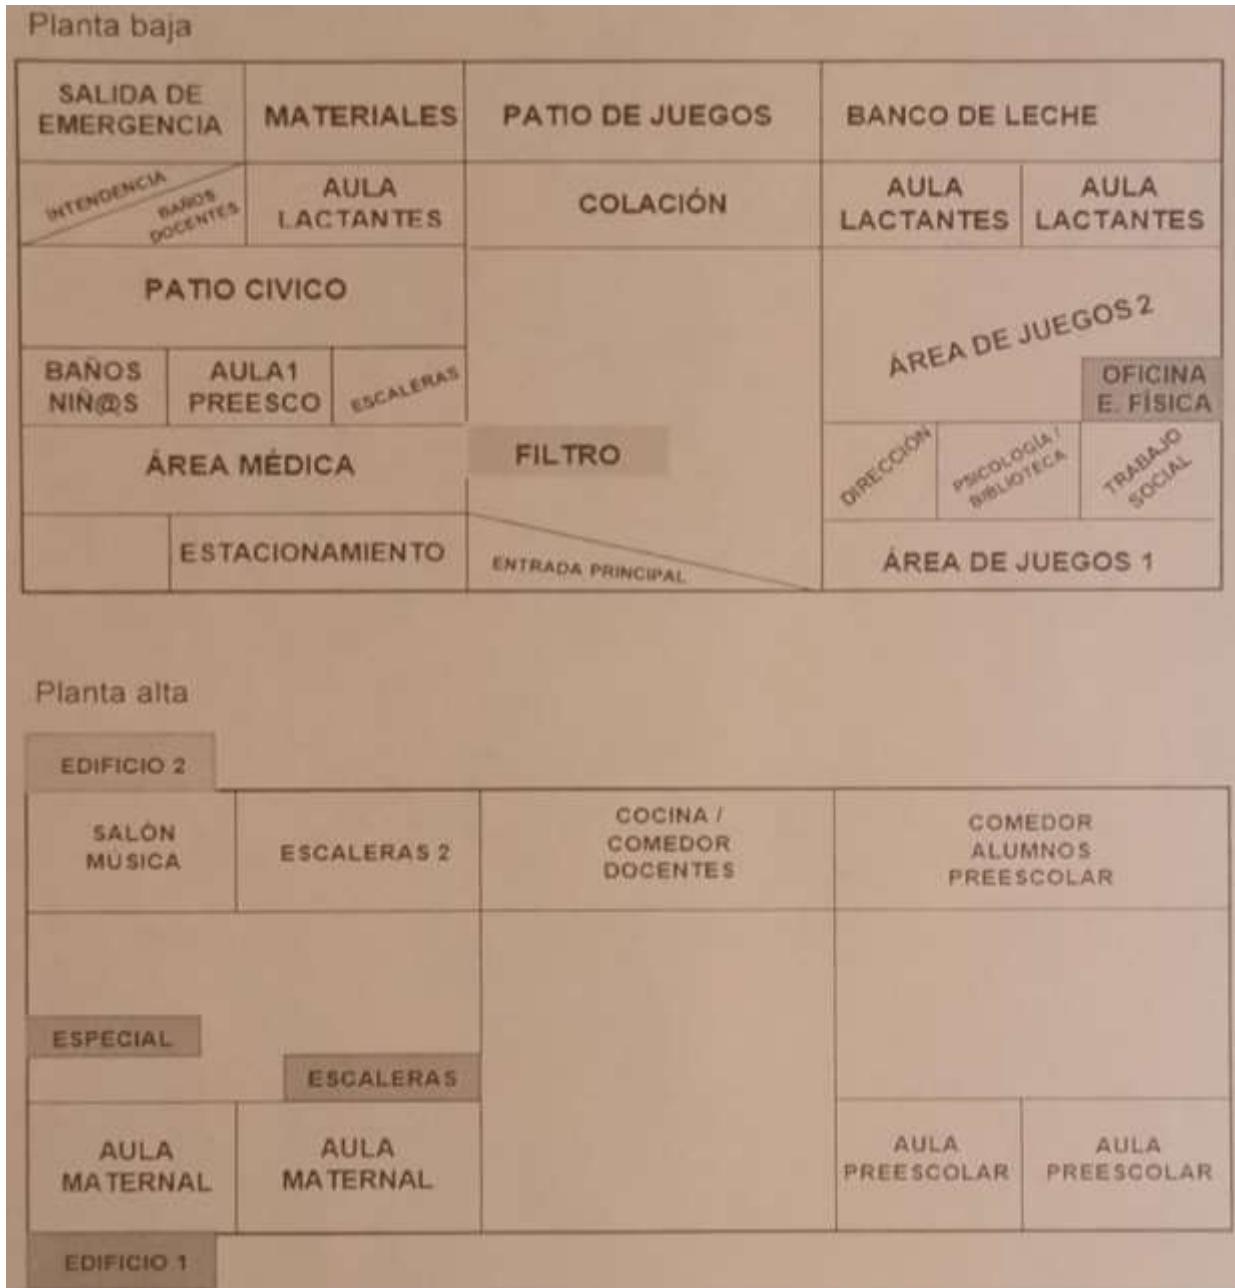 Planta baja
SALIDA DE
EMERGENCIA
MATERIALES
PATIO DE JUEGOS
BANCO DE LECHE
INTENDENCIA
BAÑOS
DOCENTES
AULA
LACTANTES
COLACIÓN
AULA
LACTANTES
AULA
LACTANTES
PATIO CIVICO
ÁREA DE JUEGOS 2
BAÑOS
NIÑ@S
AULA1
PREESCO
ESCALERAS
OFICINA
E. FÍSICA
ÁREA MÉDICA
FILTRO
DIRECCIÓN
PSICOLOGÍA /
BIBLIOTECA
TRABAJO
SOCIAL
ESTACIONAMIENTO
ENTRADA PRINCIPAL
ÁREA DE JUEGOS 1
Planta alta
EDIFICIO 2
SALÓN
MÚSICA
ESCALERAS 2
COCINA /
COMEDOR
DOCENTES
COMEDOR
ALUMNOS
PREESCOLAR
ESPECIAL
ESCALERAS
AULA
MATERNAL
AULA
MATERNAL
AULA
PREESCOLAR
AULA
PREESCOLAR
EDIFICIO 1